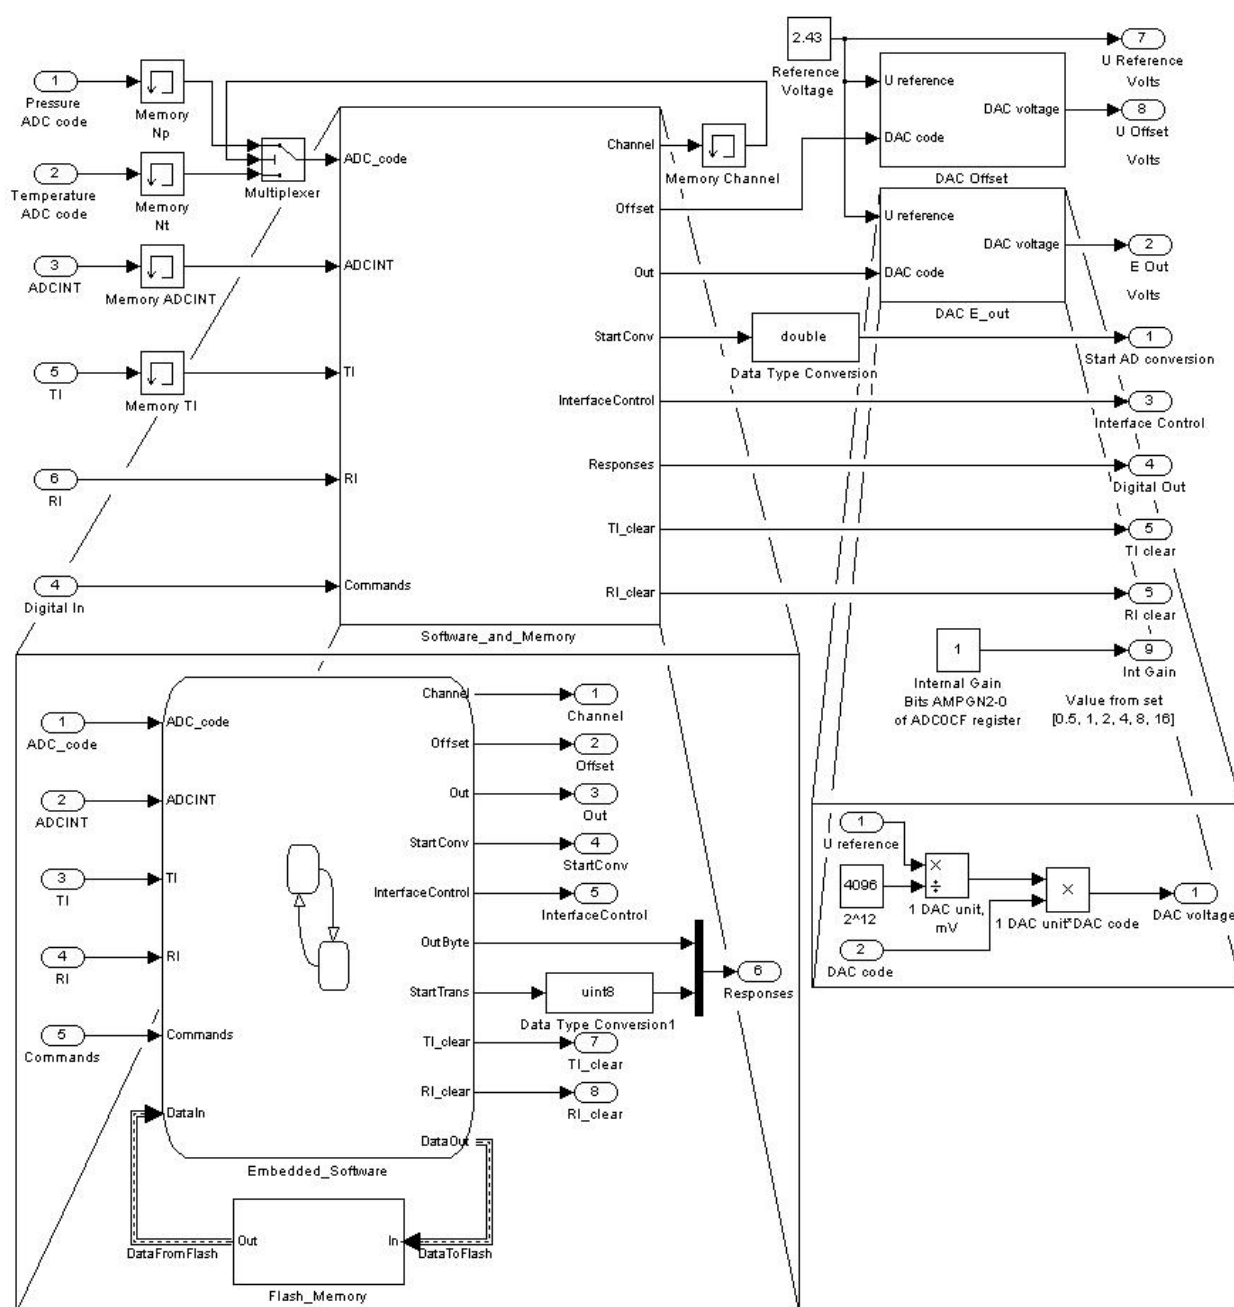 1
Pressure
ADC code
Memory
Np
2
Temperature
ADC code
Memory
Nt
Multiplexer
3
ADCINT
Memory ADCINT
5
TI
Memory TI
6
RI
4
Digital In
ADC_code
ADCINT
TI
RI
Commands
Channel
Offset
Out
StartConv
InterfaceControl
Responses
TI_clear
RI_clear
Software_and_Memory
Memory Channel
2.43
Reference
Voltage
U reference
DAC code
DAC voltage
DAC Offset
U reference
DAC code
DAC voltage
DAC E_out
double
Data Type Conversion
7
U Reference
Volts
8
U Offset
Volts
2
E Out
Volts
1
Start AD conversion
3
Interface Control
4
Digital Out
5
TI clear
6
RI clear
1
Internal Gain
Bits AMPGN2-0
of ADC0CF register
9
Int Gain
Value from set
[0.5, 1, 2, 4, 8, 16]
1
ADC_code
2
ADCINT
3
TI
4
RI
5
Commands
ADC_code
ADCINT
TI
RI
Commands
DataIn
Channel
Offset
Out
StartConv
InterfaceControl
OutByte
StartTrans
TI_clear
RI_clear
DataOut
Embedded_Software
1
Channel
2
Offset
3
Out
4
StartConv
5
InterfaceControl
uint8
Data Type Conversion1
6
Responses
7
TI_clear
8
RI_clear
DataFromFlash
Out
In
DataToFlash
Flash_Memory
1
U reference
4096
2^12
×
÷
1 DAC unit,
mV
×
1 DAC unit*DAC code
2
DAC code
1
DAC voltage